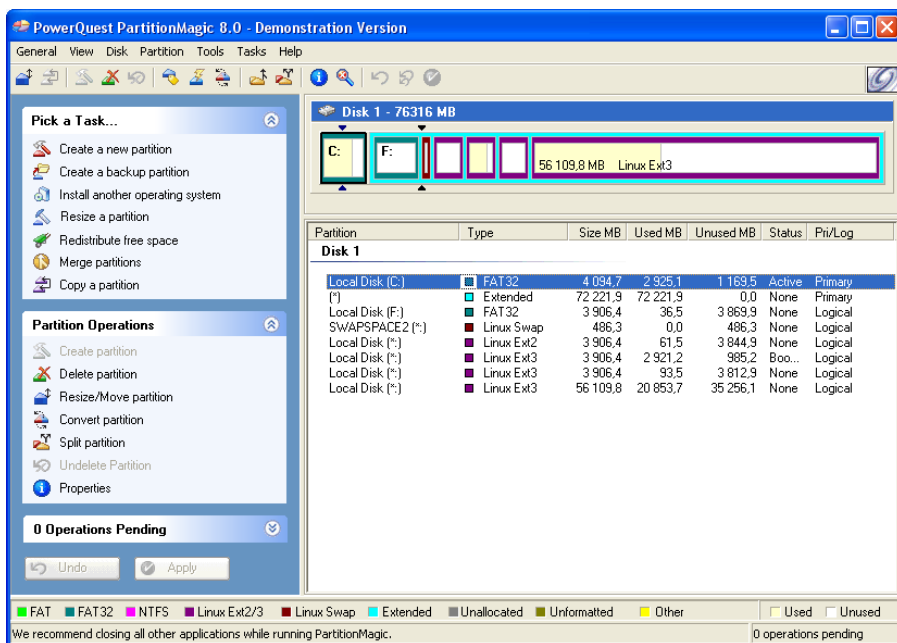 PowerQuest PartitionMagic 8.0 - Demonstration Version
General View Disk Partition Tools Tasks Help
Disk 1 - 76316 MB
C: F: 56 109,8 MB Linux Ext3
Pick a Task...
Create a new partition
Create a backup partition
Install another operating system
Resize a partition
Redistribute free space
Merge partitions
Copy a partition
Partition Operations
Create partition
Delete partition
Resize/Move partition
Convert partition
Split partition
Undelete Partition
Properties
0 Operations Pending
Undo Apply
Partition Type Size MB Used MB Unused MB Status Pri/Log
Disk 1
Local Disk (C:) FAT32 4 094,7 2 925,1 1 169,5 Active Primary
(*) Extended 72 221,9 72 221,9 0,0 None Primary
Local Disk (F:) FAT32 3 906,4 36,5 3 869,9 None Logical
SWAPSPACE2 (*:) Linux Swap 486,3 0,0 486,3 None Logical
Local Disk (*:) Linux Ext2 3 906,4 61,5 3 844,9 None Logical
Local Disk (*:) Linux Ext3 3 906,4 2 921,2 985,2 Boo... Logical
Local Disk (*:) Linux Ext3 3 906,4 93,5 3 812,9 None Logical
Local Disk (*:) Linux Ext3 56 109,8 20 853,7 35 256,1 None Logical
FAT FAT32 NTFS Linux Ext2/3 Linux Swap Extended Unallocated Unformatted Other Used Unused
We recommend closing all other applications while running PartitionMagic. 0 operations pending